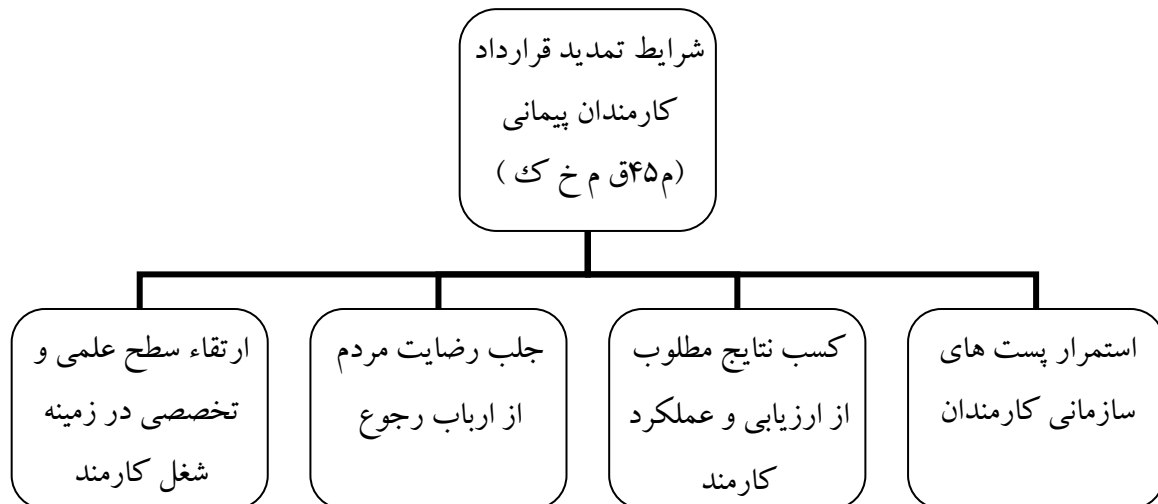 شرایط تمدید قرارداد
کارمندان پیمانی
(م۴۵ق م خ ک )
استمرار پست های
سازمانی کارمندان
کسب نتایج مطلوب
از ارزیابی و عملکرد
کارمند
جلب رضایت مردم
از ارباب رجوع
ارتقاء سطح علمی و
تخصصی در زمینه
شغل کارمند